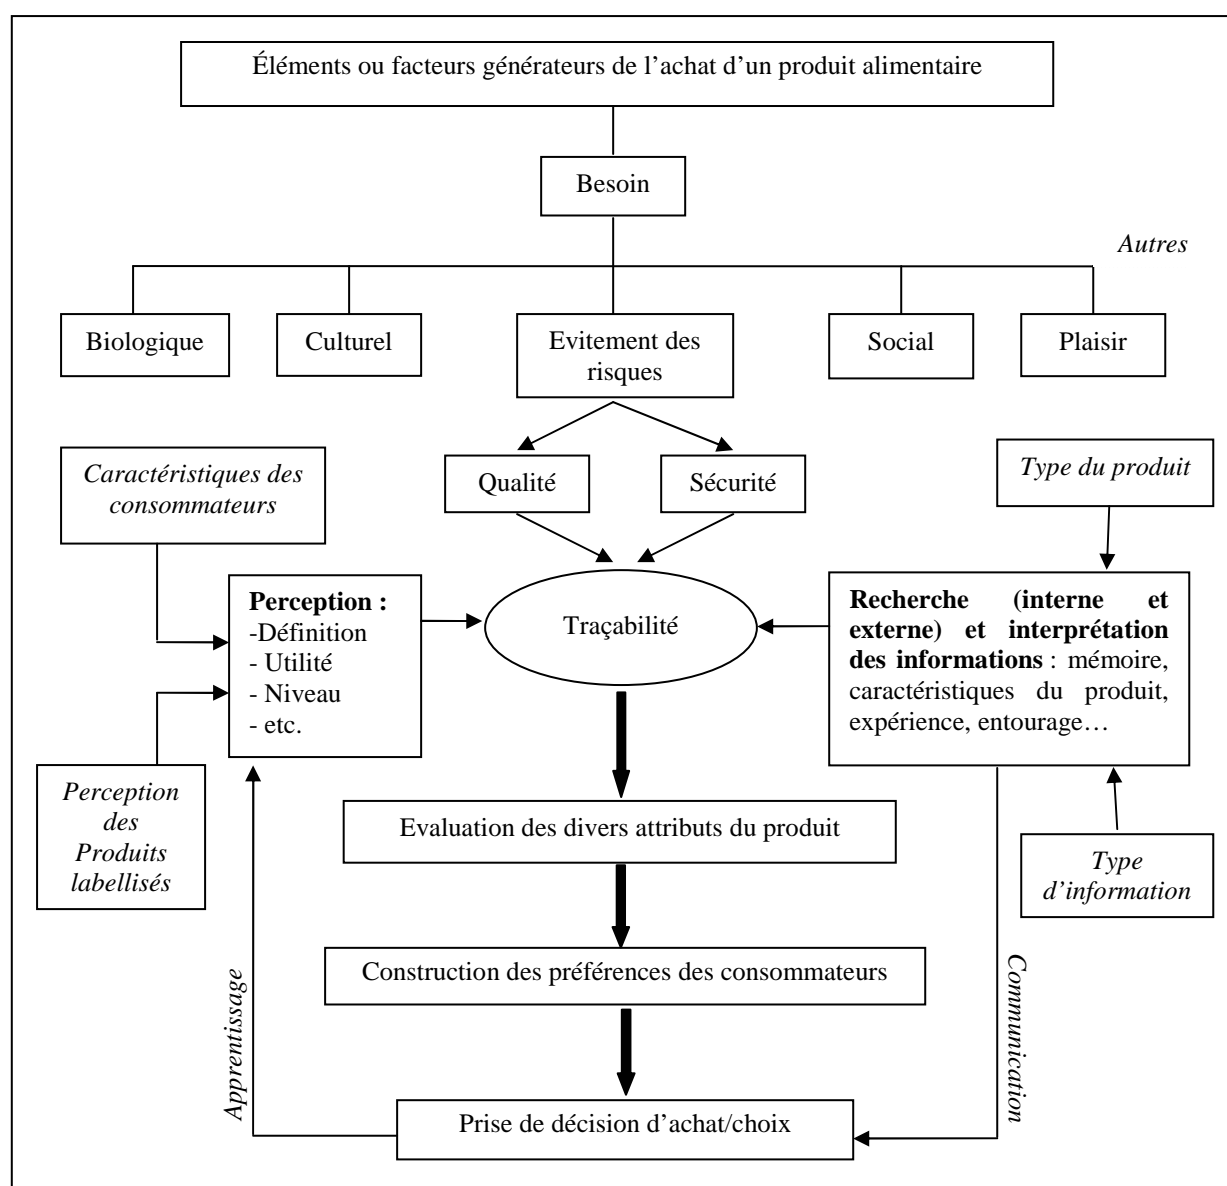 Éléments ou facteurs générateurs de l’achat d’un produit alimentaire
Besoin
Autres
Biologique
Culturel
Evitement des
risques
Social
Plaisir
Caractéristiques des
consommateurs
Qualité
Sécurité
Type du produit
Perception :
-Définition
- Utilité
- Niveau
- etc.
Traçabilité
Recherche (interne et
externe) et interprétation
des informations : mémoire,
caractéristiques du produit,
expérience, entourage…
Perception
des
Produits
labellisés
Evaluation des divers attributs du produit
Type
d’information
Construction des préférences des consommateurs
Apprentissage
Communication
Prise de décision d’achat/choix